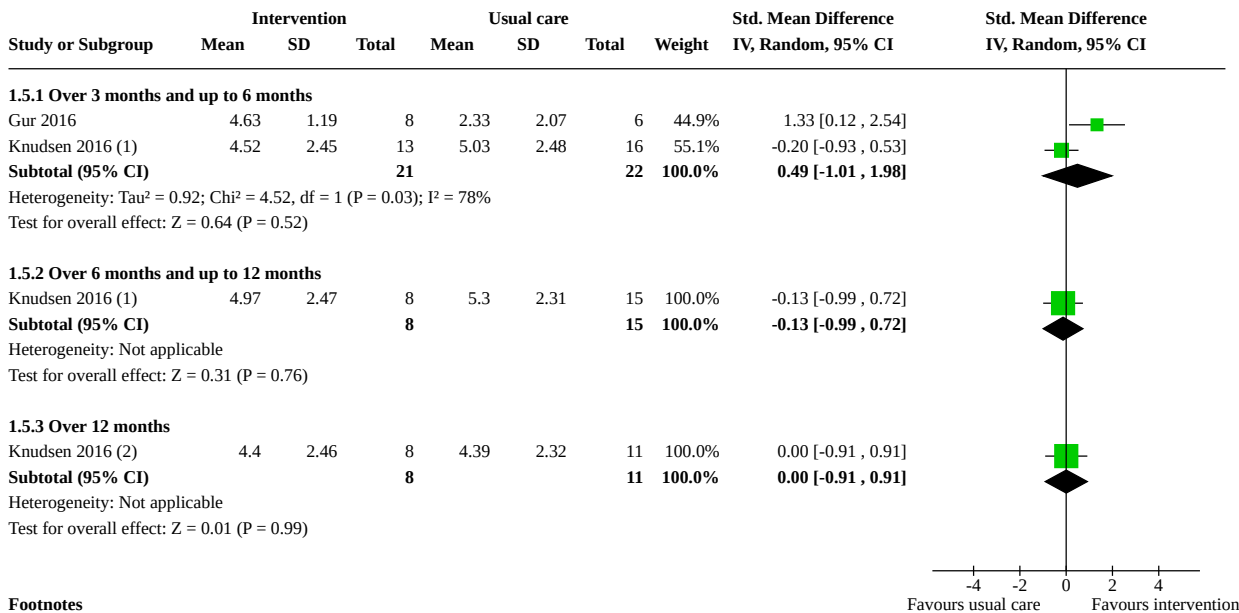 Intervention Usual care Std. Mean Difference Std. Mean Difference
Study or Subgroup Mean SD Total Mean SD Total Weight IV, Random, 95% CI IV, Random, 95% CI
1.5.1 Over 3 months and up to 6 months
Gur 2016 4.63 1.19 8 2.33 2.07 6 44.9% 1.33 [0.12 , 2.54]
Knudsen 2016 (1) 4.52 2.45 13 5.03 2.48 16 55.1% -0.20 [-0.93 , 0.53]
Subtotal (95% CI) 21 22 100.0% 0.49 [-1.01 , 1.98]
Heterogeneity: Tau² = 0.92; Chi² = 4.52, df = 1 (P = 0.03); I² = 78%
Test for overall effect: Z = 0.64 (P = 0.52)
1.5.2 Over 6 months and up to 12 months
Knudsen 2016 (1) 4.97 2.47 8 5.3 2.31 15 100.0% -0.13 [-0.99 , 0.72]
Subtotal (95% CI) 8 15 100.0% -0.13 [-0.99 , 0.72]
Heterogeneity: Not applicable
Test for overall effect: Z = 0.31 (P = 0.76)
1.5.3 Over 12 months
Knudsen 2016 (2) 4.4 2.46 8 4.39 2.32 11 100.0% 0.00 [-0.91 , 0.91]
Subtotal (95% CI) 8 11 100.0% 0.00 [-0.91 , 0.91]
Heterogeneity: Not applicable
Test for overall effect: Z = 0.01 (P = 0.99)
-4 -2 0 2 4
Footnotes Favours usual care Favours intervention